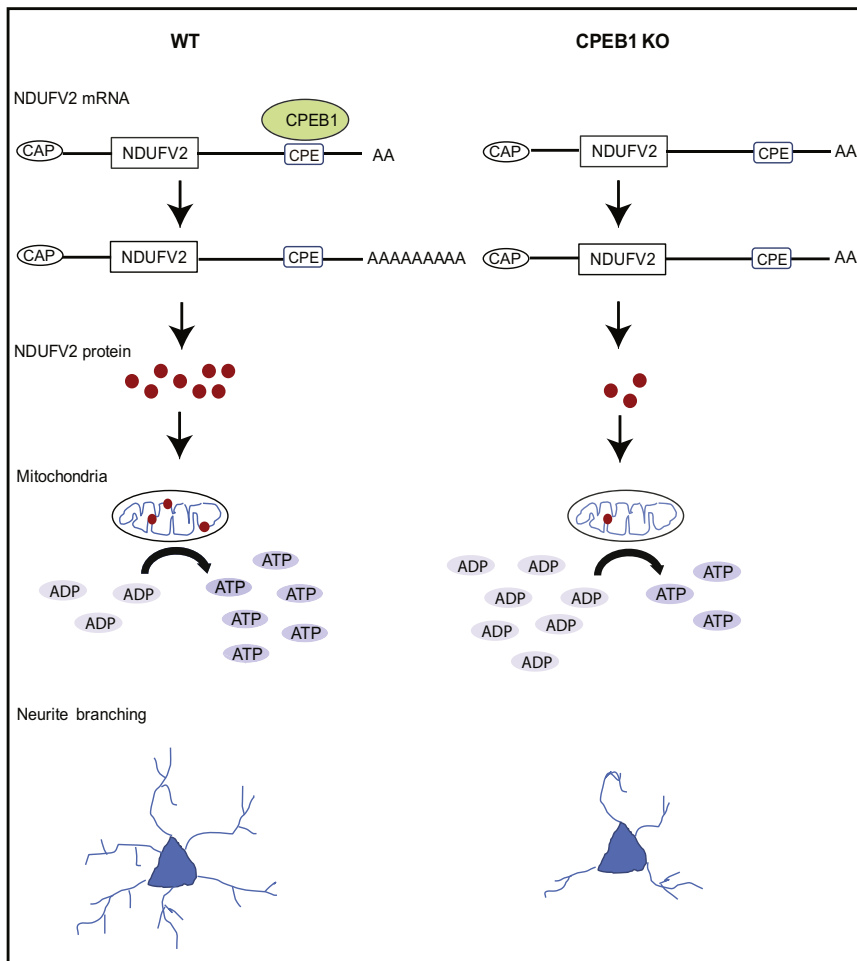 WT CPEB1 KO
NDUFV2 mRNA
CPEB1
CAP NDUFV2 CPE AA CAP NDUFV2 CPE AA
CAP NDUFV2 CPE AAAAAAAAA CAP NDUFV2 CPE AA
NDUFV2 protein
Mitochondria
ATP ADP ADP ATP
ADP ADP ATP ATP ADP ADP ATP
ADP ATP ADP ADP ATP
ATP ADP
Neurite branching